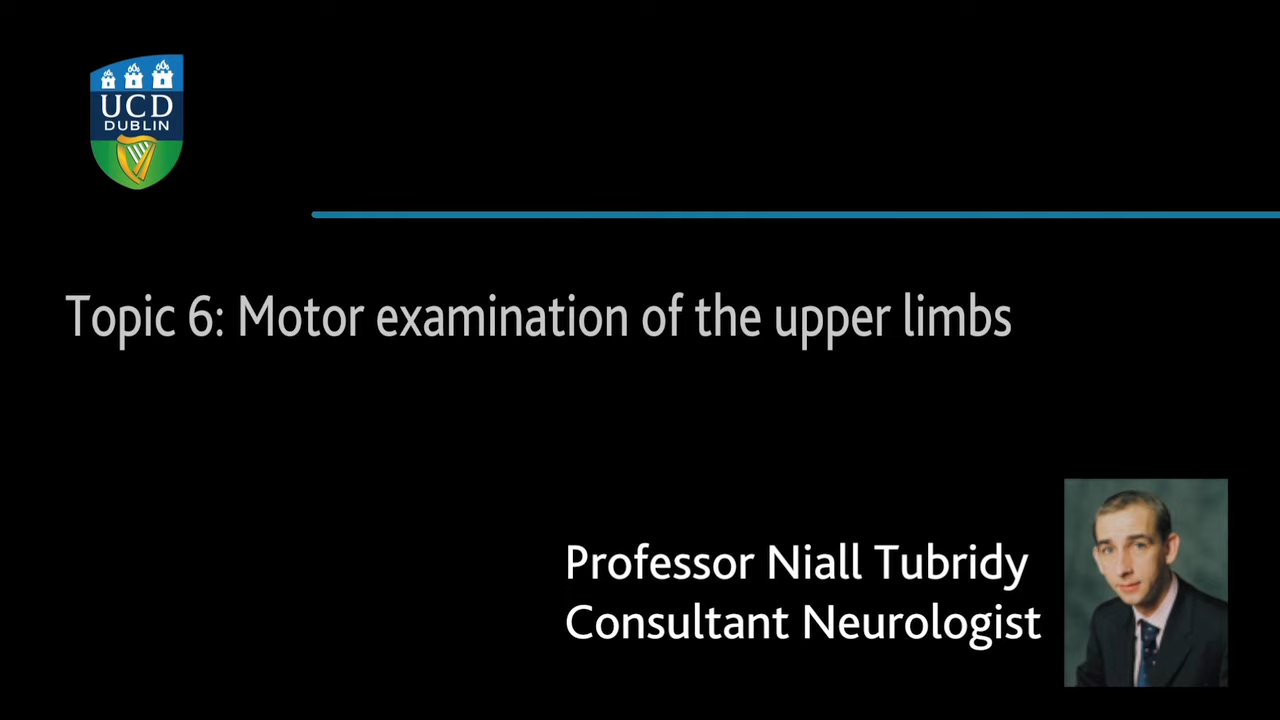 UCD
DUBLIN
Topic 6: Motor examination of the upper limbs
Professor Niall Tubridy
Consultant Neurologist